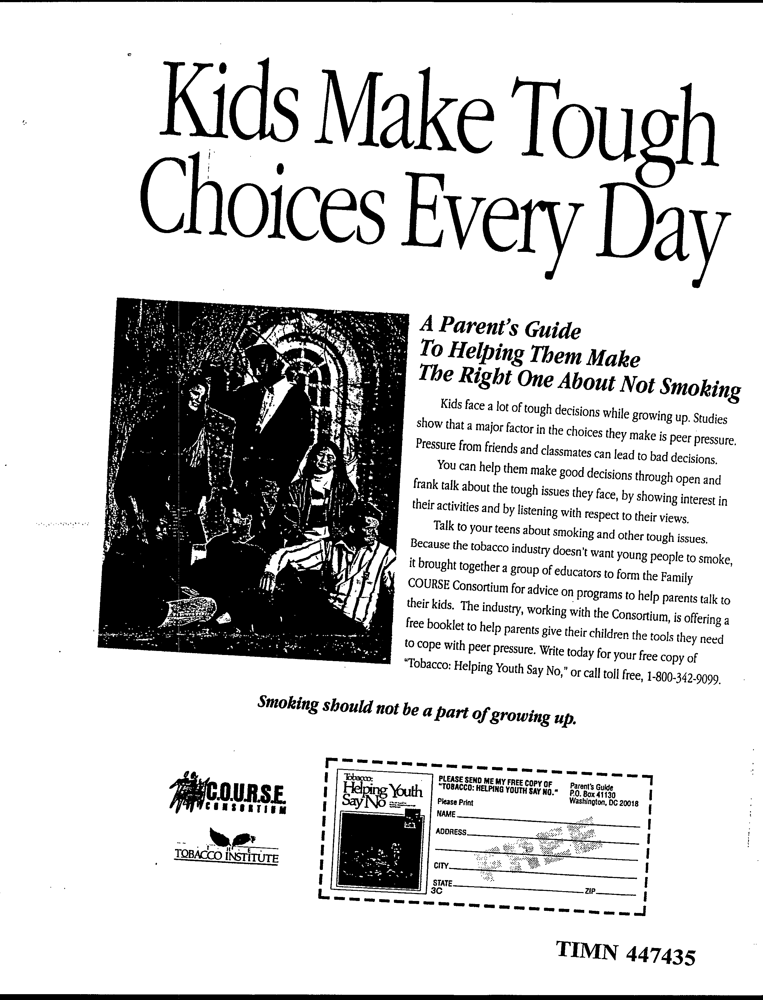 Kids Make Tough
Choices Every Day
A Parent's Guide
To Helping Them Make
The Right One About Not Smoking
Kids face a lot of tough decisions while growing up. Studies
show that a major factor in the choices they make is peer pressure.
Pressure from friends and classmates can lead to bad decisions.
You can help them make good decisions through open and
frank talk about the tough issues they face, by showing interest in
their activities and by listening with respect to their views.
Talk to your teens about smoking and other tough issues.
Because the tobacco industry doesn't want young people to smoke,
it brought together a group of educators to form the Family
COURSE Consortium for advice on programs to help parents talk to
their kids. The industry, working with the Consortium, is offering a
free booklet to help parents give their children the tools they need
to cope with peer pressure. Write today for your free copy of
"Tobacco: Helping Youth Say No," or call toll free, 1-800-342-9099.
Smoking should not be a part of growing up.
C.O.U.R.S.E.
CONSORTIUM
THE
TOBACCO INSTITUTE
Tobacco:
Helping Youth
Say No
PLEASE SEND ME MY FREE COPY OF
"TOBACCO: HELPING YOUTH SAY NO."
Parent's Guide
P.O. Box 41130
Washington, DC 20018
Please Print
NAME
ADDRESS
FREE
CITY
STATE
ZIP
3C
TIMN 447435